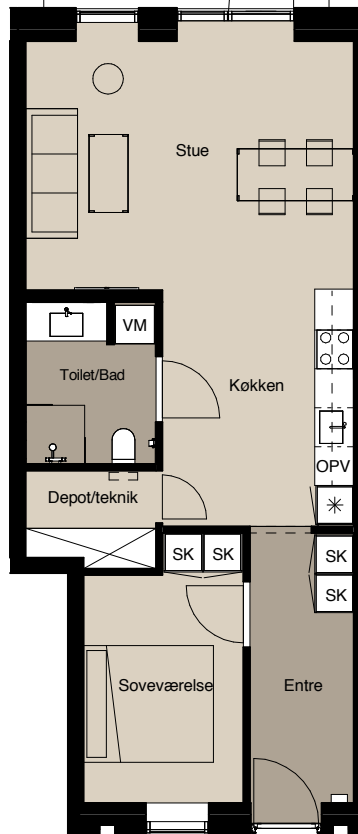 Stue
VM
Toilet/Bad
Køkken
OPV
Depot/teknik
SK SK
SK
SK
Soveværelse
Entre